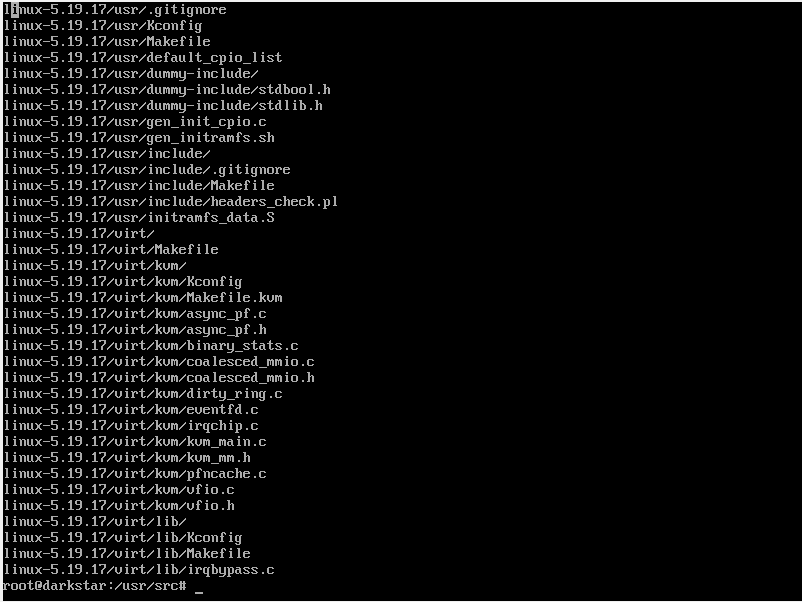 linux-5.19.17/usr/.gitignore
linux-5.19.17/usr/Kconfig
linux-5.19.17/usr/Makefile
linux-5.19.17/usr/default_cpio_list
linux-5.19.17/usr/dummy-include/
linux-5.19.17/usr/dummy-include/stdbool.h
linux-5.19.17/usr/dummy-include/stdlib.h
linux-5.19.17/usr/gen_init_cpio.c
linux-5.19.17/usr/gen_initramfs.sh
linux-5.19.17/usr/include/
linux-5.19.17/usr/include/.gitignore
linux-5.19.17/usr/include/Makefile
linux-5.19.17/usr/include/headers_check.pl
linux-5.19.17/usr/initramfs_data.S
linux-5.19.17/virt/
linux-5.19.17/virt/Makefile
linux-5.19.17/virt/kvm/
linux-5.19.17/virt/kvm/Kconfig
linux-5.19.17/virt/kvm/Makefile.kvm
linux-5.19.17/virt/kvm/async_pf.c
linux-5.19.17/virt/kvm/async_pf.h
linux-5.19.17/virt/kvm/binary_stats.c
linux-5.19.17/virt/kvm/coalesced_mmio.c
linux-5.19.17/virt/kvm/coalesced_mmio.h
linux-5.19.17/virt/kvm/dirty_ring.c
linux-5.19.17/virt/kvm/eventfd.c
linux-5.19.17/virt/kvm/irqchip.c
linux-5.19.17/virt/kvm/kvm_main.c
linux-5.19.17/virt/kvm/kvm_mm.h
linux-5.19.17/virt/kvm/pfncache.c
linux-5.19.17/virt/kvm/vfio.c
linux-5.19.17/virt/kvm/vfio.h
linux-5.19.17/virt/lib/
linux-5.19.17/virt/lib/Kconfig
linux-5.19.17/virt/lib/Makefile
linux-5.19.17/virt/lib/irqbypass.c
root@darkstar:/usr/src# _